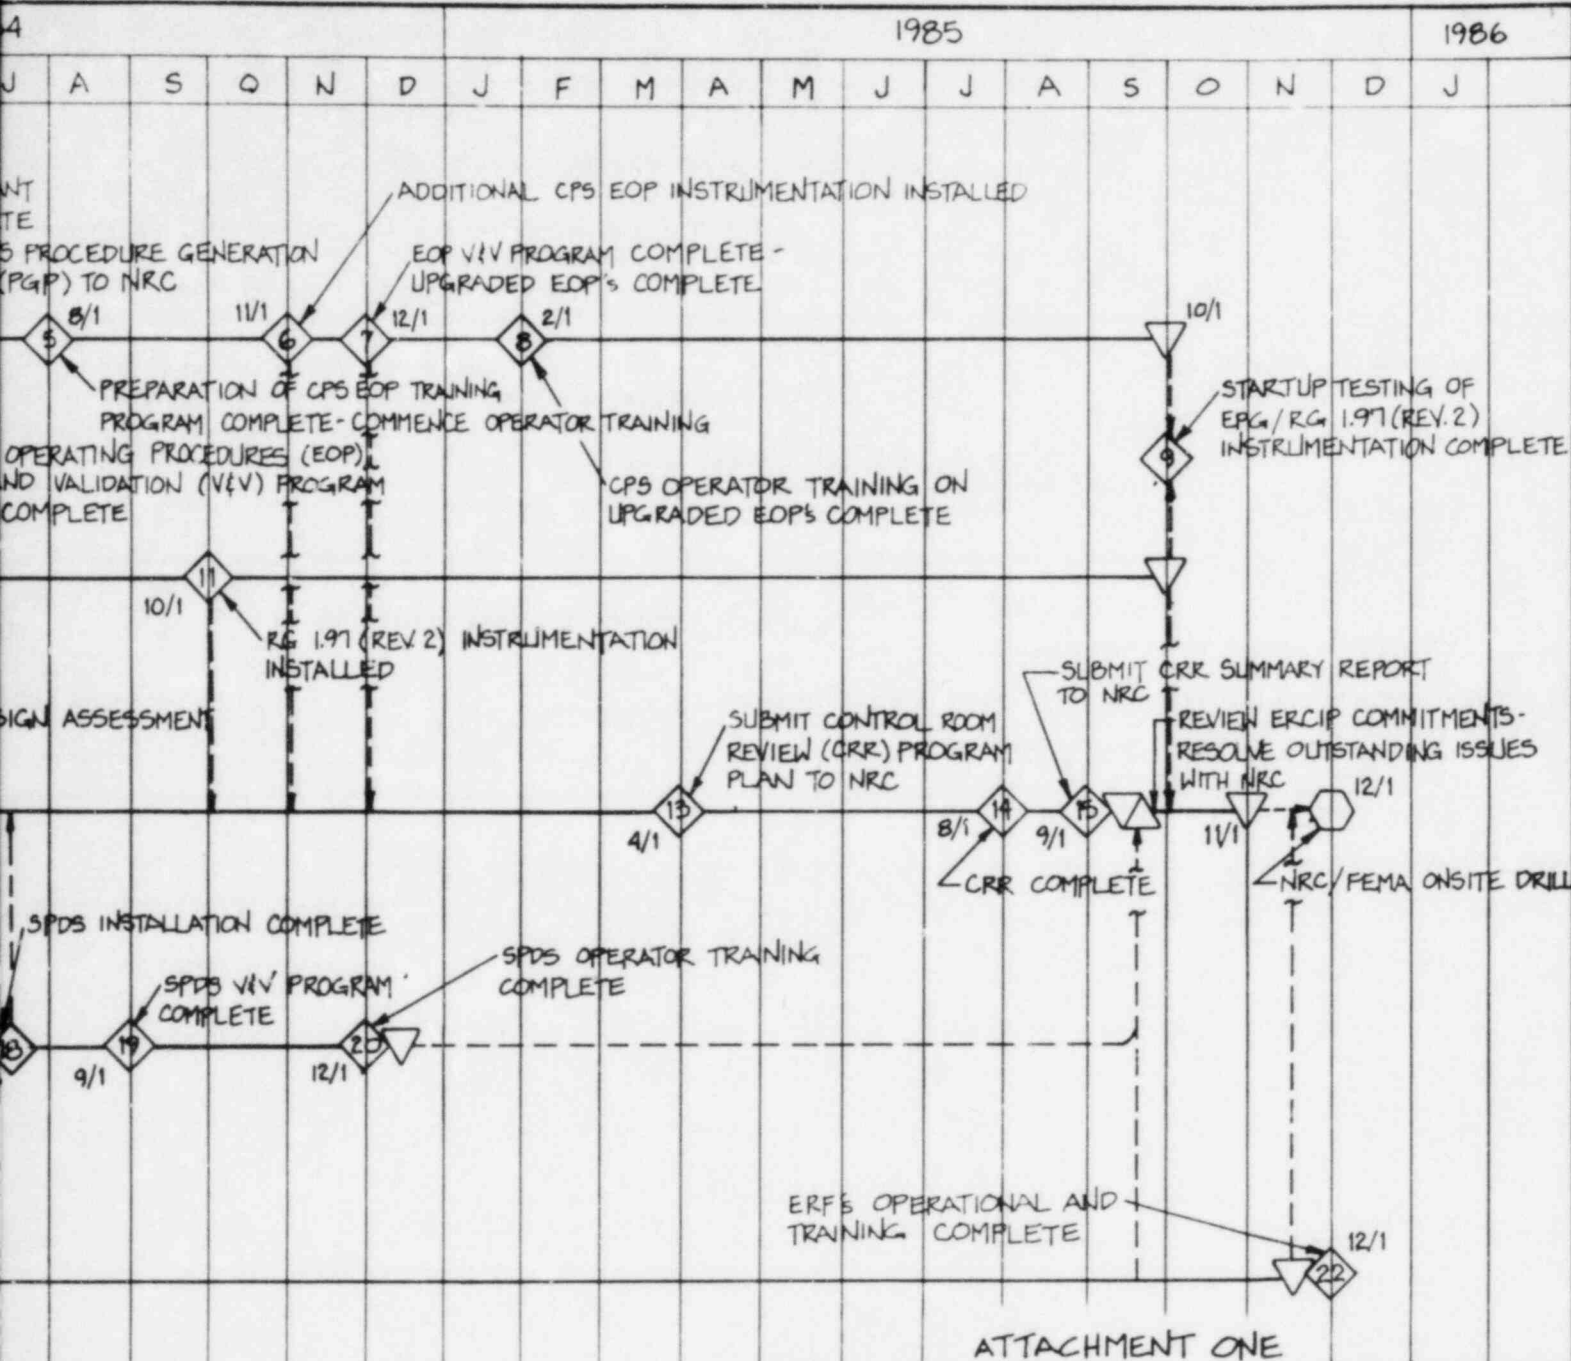 4 1985 1986
J A S O N D J F M A M J J A S O N D J
ADDITIONAL CPS EOP INSTRUMENTATION INSTALLED
ANT
TE
S PROCEDURE GENERATION
(PGP) TO NRC
EOP V&V PROGRAM COMPLETE-
UPGRADED EOP's COMPLETE
5 8/1
11/1 6
7 12/1
8 2/1
10/1
PREPARATION OF CPS EOP TRAINING
PROGRAM COMPLETE-COMMENCE OPERATOR TRAINING
OPERATING PROCEDURES (EOP)
ND VALIDATION (V&V) PROGRAM
COMPLETE
CPS OPERATOR TRAINING ON
UPGRADED EOP's COMPLETE
STARTUP TESTING OF
EPG/RG 1.97 (REV. 2)
INSTRUMENTATION COMPLETE
9
11
10/1
RG 1.97 (REV. 2) INSTRUMENTATION
INSTALLED
SIGN ASSESSMENT
SUBMIT CONTROL ROOM
REVIEW (CRR) PROGRAM
PLAN TO NRC
SUBMIT CRR SUMMARY REPORT
TO NRC
REVIEW ERCIP COMMITMENTS-
RESOLVE OUTSTANDING ISSUES
WITH NRC
13
4/1
14
8/1
15
9/1
11/1
12/1
CRR COMPLETE
NRC/FEMA ONSITE DRILL
SPDS INSTALLATION COMPLETE
SPDS V&V PROGRAM
COMPLETE
SPDS OPERATOR TRAINING
COMPLETE
8
19
9/1
20
12/1
ERF's OPERATIONAL AND
TRAINING COMPLETE
12/1
22
ATTACHMENT ONE